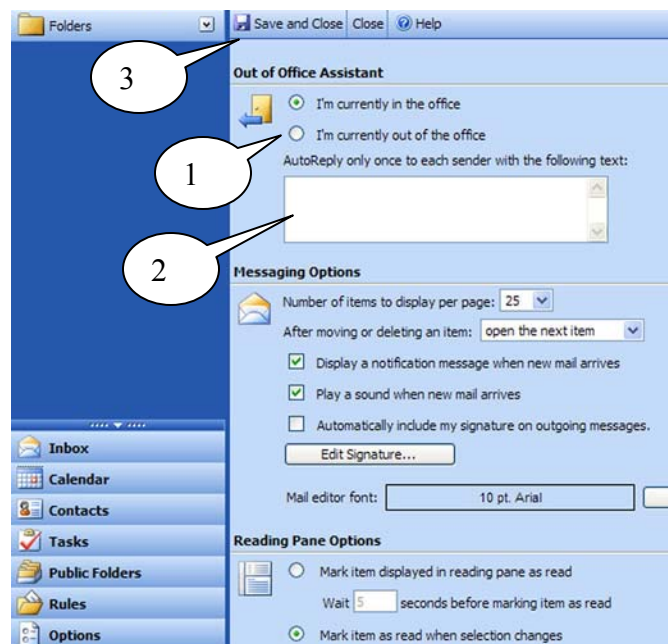 Folders
Save and Close Close Help
3
Out of Office Assistant
I'm currently in the office
I'm currently out of the office
1
AutoReply only once to each sender with the following text:
2
Messaging Options
Number of items to display per page: 25
After moving or deleting an item: open the next item
Display a notification message when new mail arrives
Play a sound when new mail arrives
Automatically include my signature on outgoing messages.
Edit Signature...
Mail editor font: 10 pt. Arial
Inbox
Calendar
Contacts
Tasks
Public Folders
Rules
Options
Reading Pane Options
Mark item displayed in reading pane as read
Wait 5 seconds before marking item as read
Mark item as read when selection changes